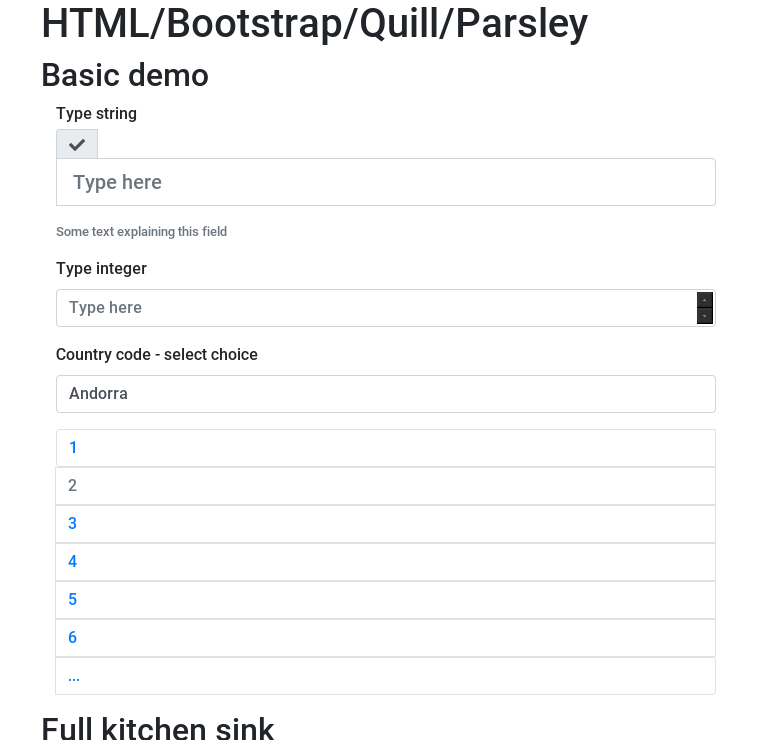 HTML/Bootstrap/Quill/Parsley
Basic demo
Type string
Type here
Some text explaining this field
Type integer
Type here
Country code - select choice
Andorra
1
2
3
4
5
6
...
Full kitchen sink